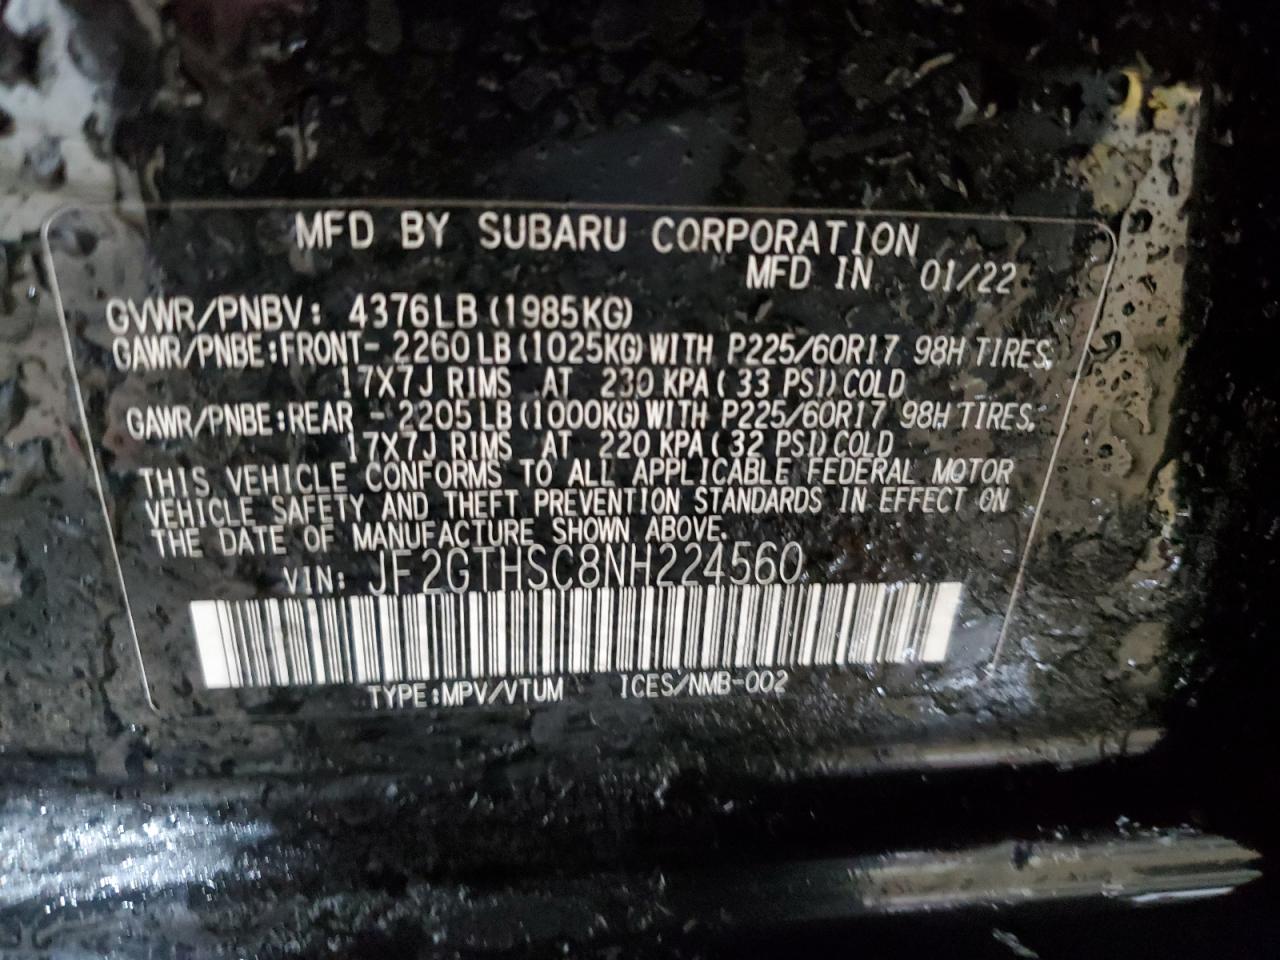 MFD BY SUBARU CORPORATION
MFD IN 01/22
GVWR/PNBV: 4376LB (1985KG)
GAWR/PNBE:FRONT- 2260 LB (1025KG) WITH P225/60R17 98H TIRES,
17X7J RIMS AT 230 KPA ( 33 PSI) COLD
GAWR/PNBE:REAR - 2205 LB (1000KG) WITH P225/60R17 98H TIRES,
17X7J RIMS AT 220 KPA ( 32 PSI) COLD
THIS VEHICLE CONFORMS TO ALL APPLICABLE FEDERAL MOTOR
VEHICLE SAFETY AND THEFT PREVENTION STANDARDS IN EFFECT ON
THE DATE OF MANUFACTURE SHOWN ABOVE.
VIN: JF2GTHSC8NH224560
TYPE:MPV/VTUM ICES/NMB-002